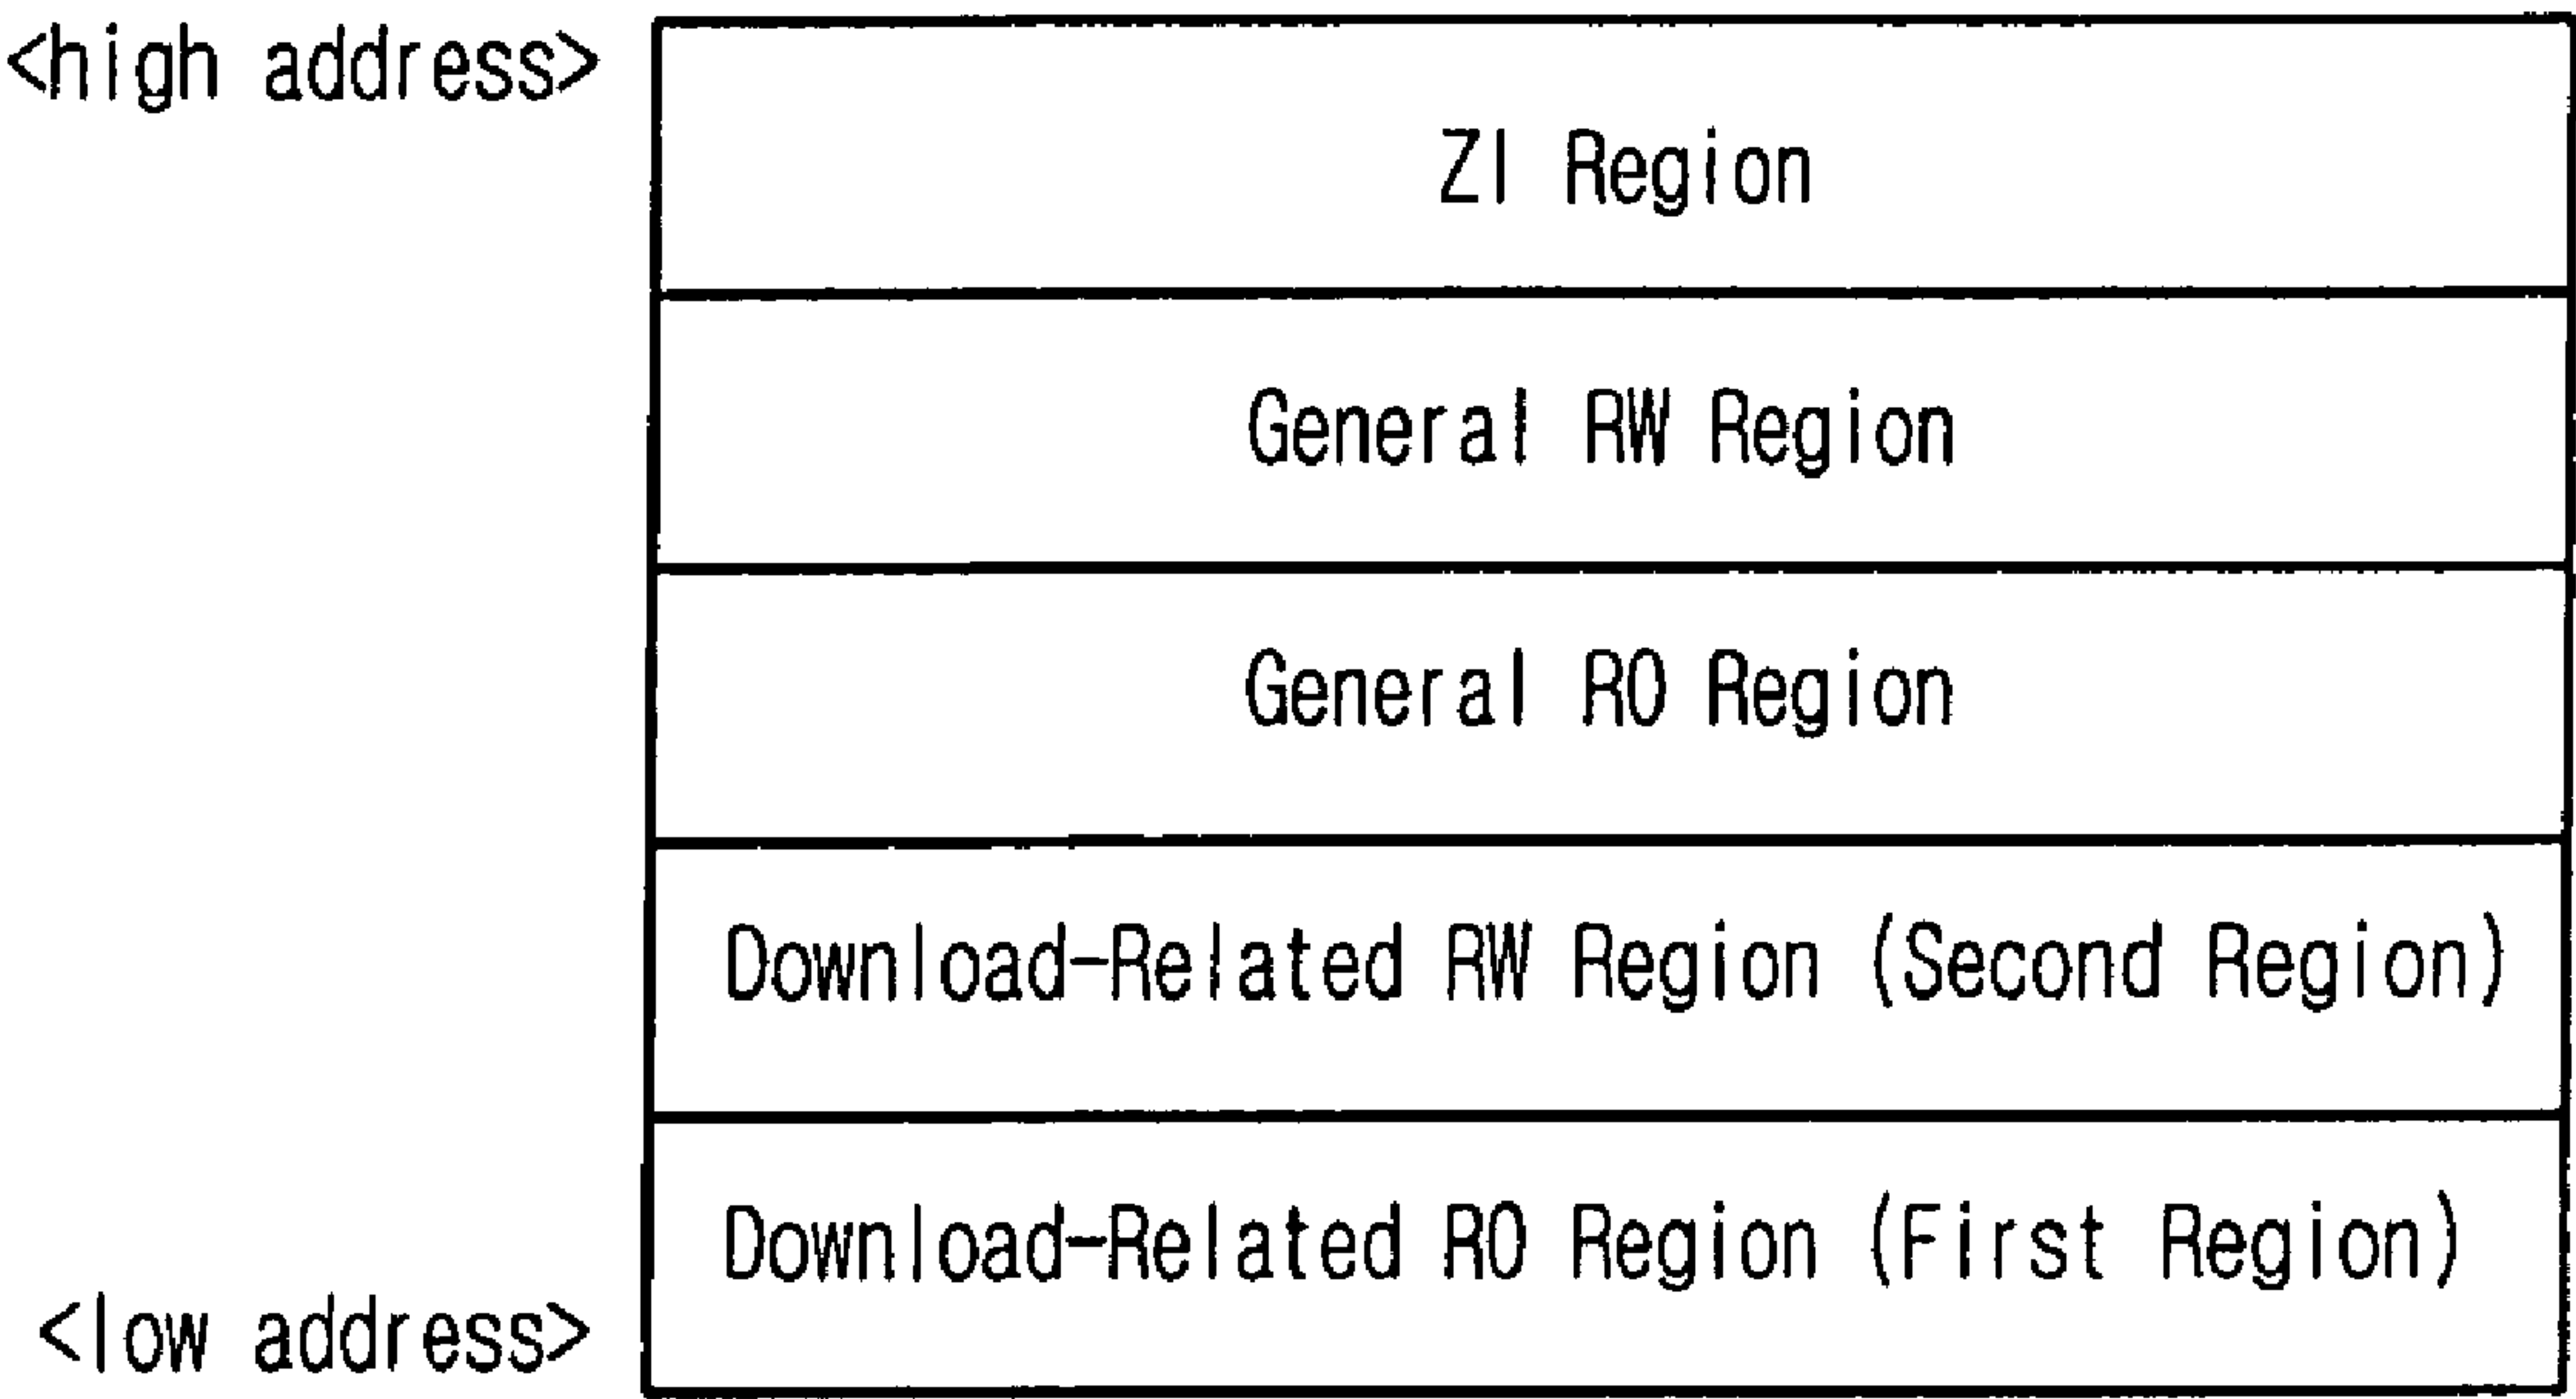 <high address>
ZI Region
General RW Region
General RO Region
Download-Related RW Region (Second Region)
Download-Related RO Region (First Region)
<low address>